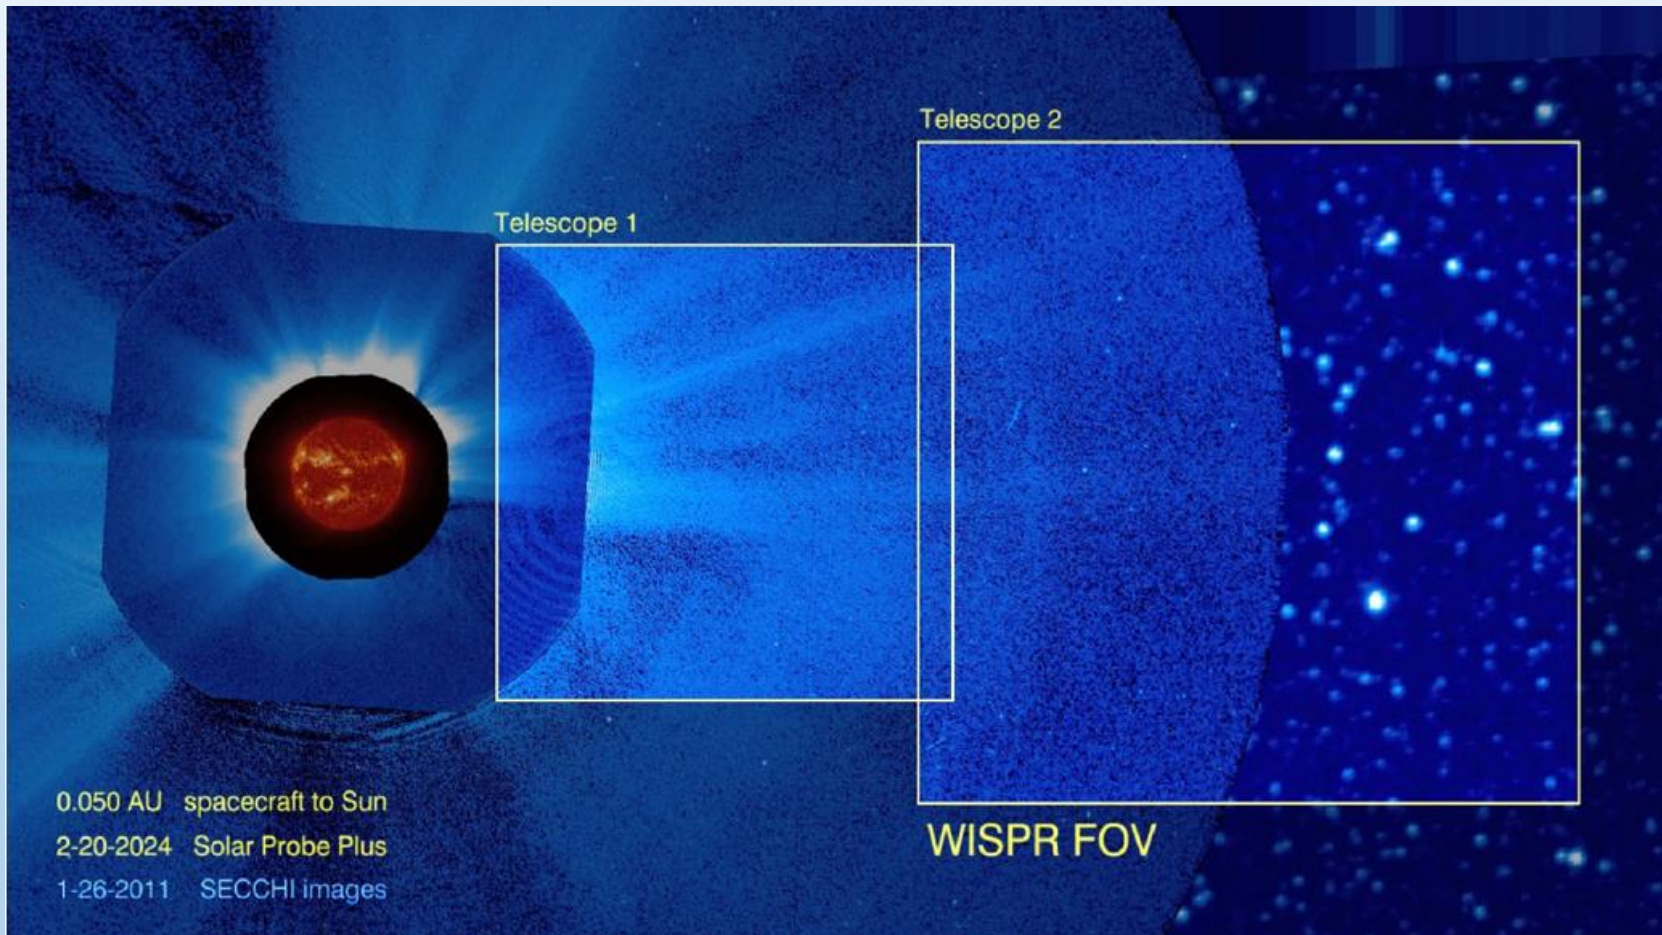 Telescope 2
Telescope 1
0.050 AU spacecraft to Sun
2-20-2024 Solar Probe Plus
1-26-2011 SECCHI images
WISPR FOV